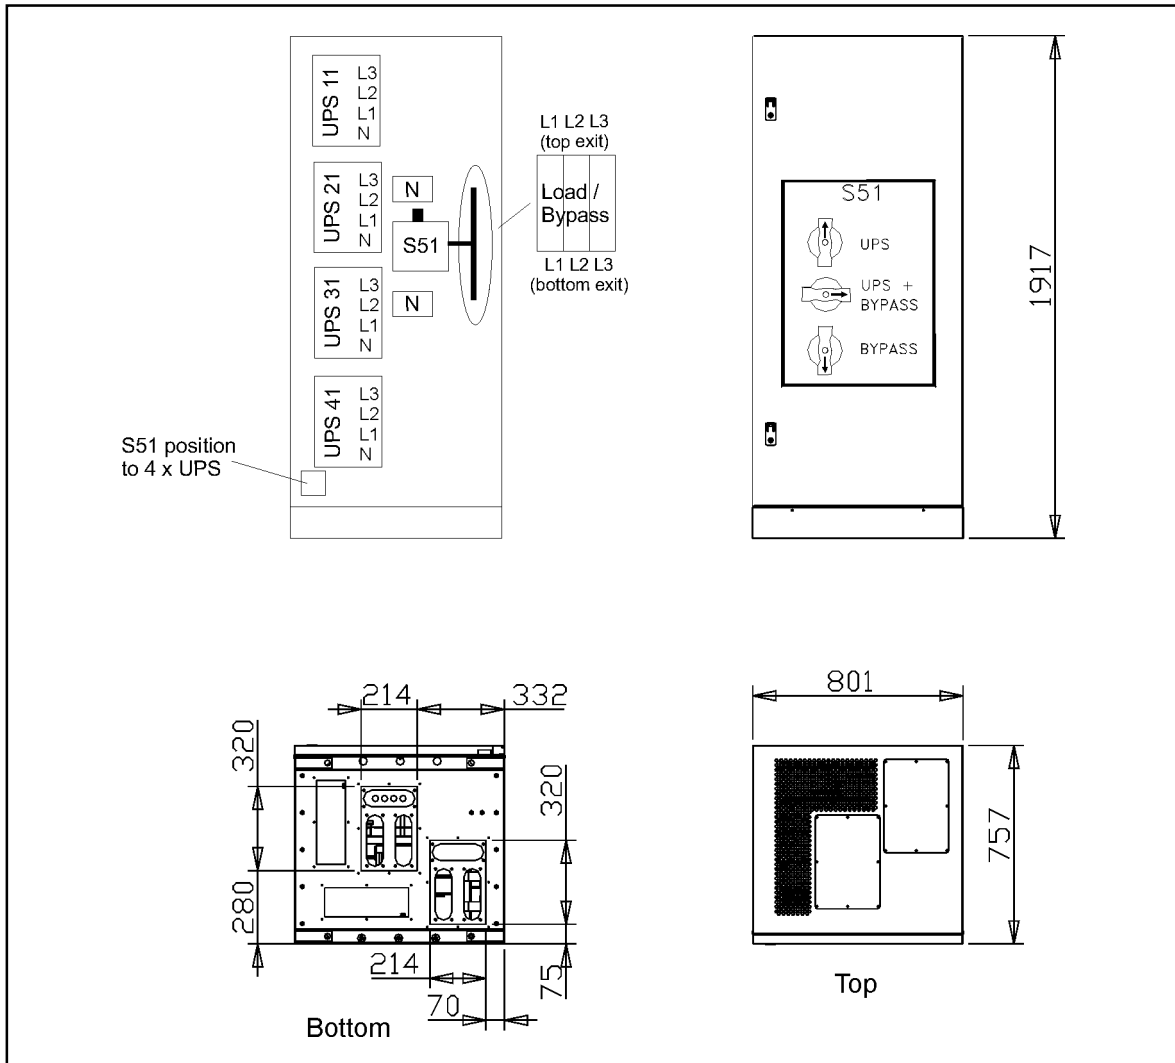 UPS 11
L3
L2
L1
N
UPS 21
L3
L2
L1
N
UPS 31
L3
L2
L1
N
UPS 41
L3
L2
L1
N
N
S51
N
L1 L2 L3
(top exit)
Load /
Bypass
L1 L2 L3
(bottom exit)
S51 position
to 4 x UPS
S51
UPS
UPS +
BYPASS
BYPASS
1917
214
332
320
320
280
214
70
75
Bottom
801
757
Top